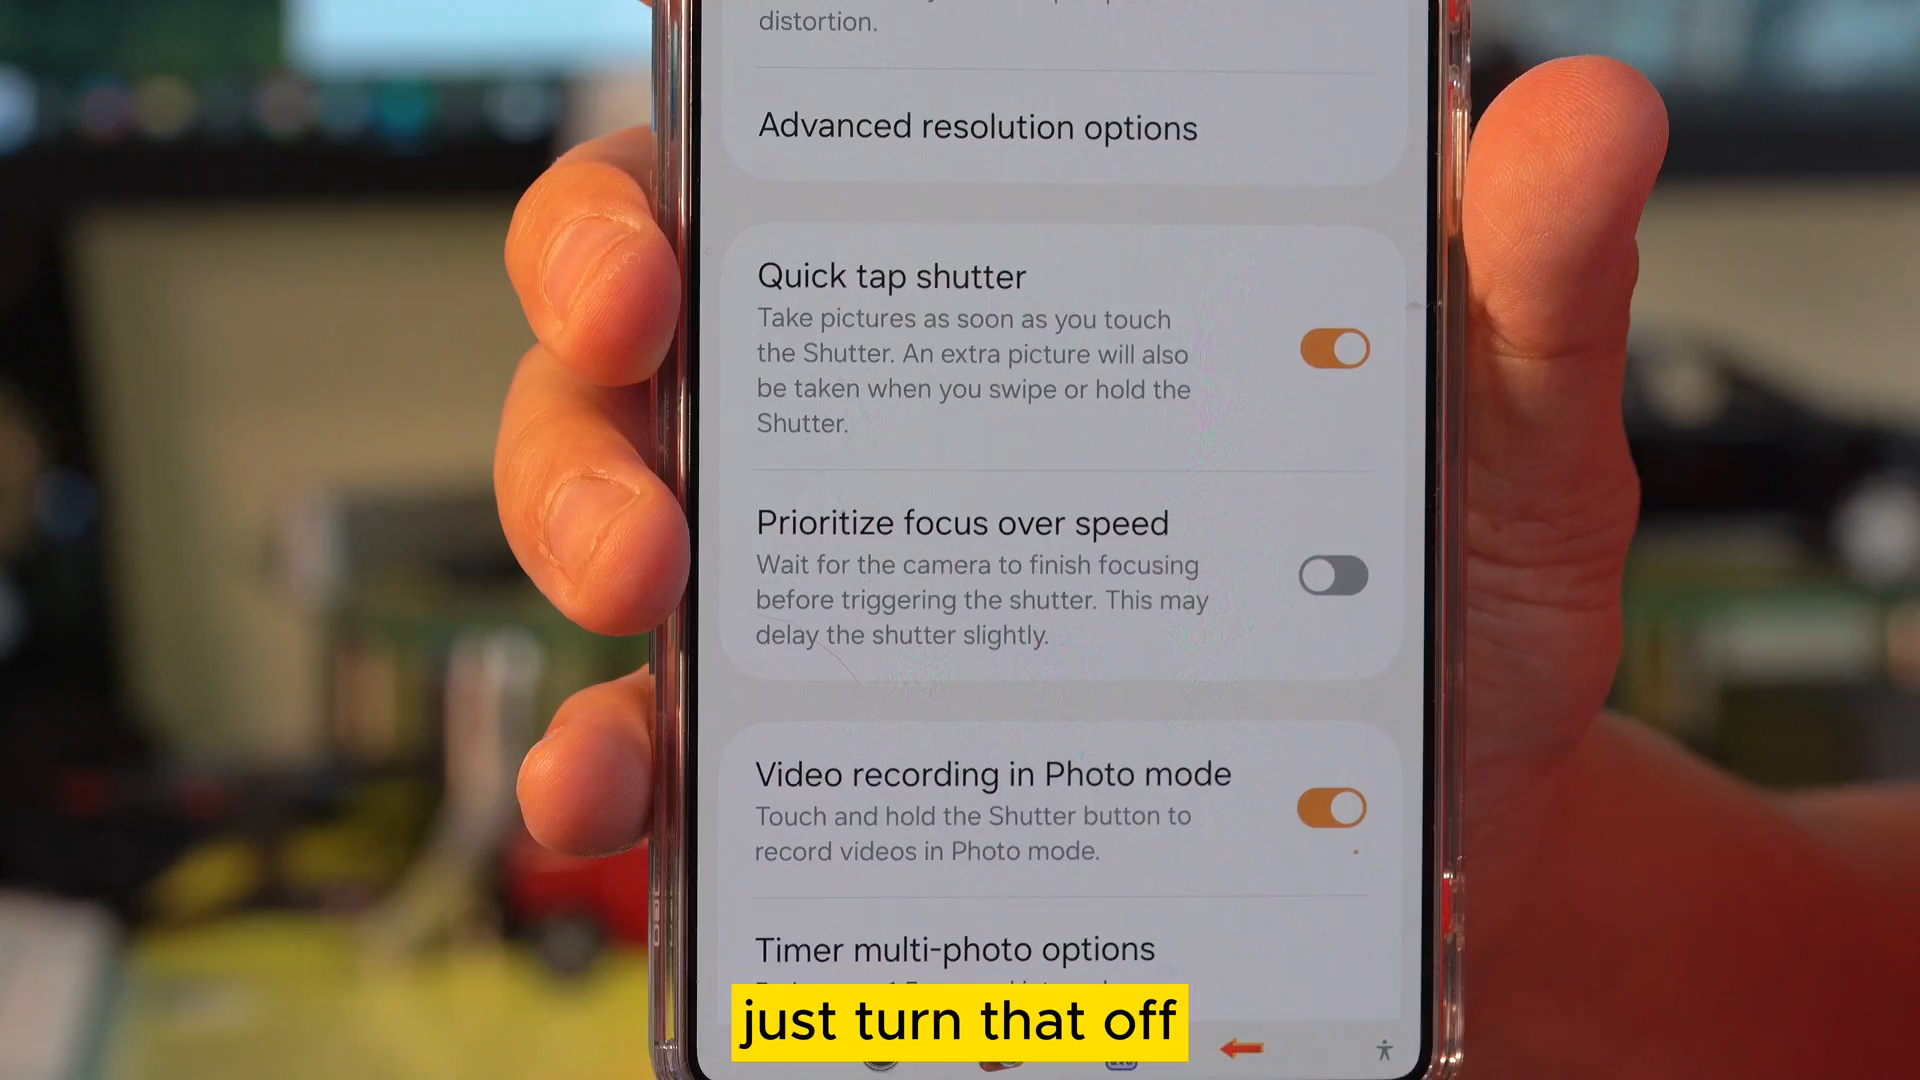 distortion.
Advanced resolution options
Quick tap shutter
Take pictures as soon as you touch
the Shutter. An extra picture will also
be taken when you swipe or hold the
Shutter.
Prioritize focus over speed
Wait for the camera to finish focusing
before triggering the shutter. This may
delay the shutter slightly.
Video recording in Photo mode
Touch and hold the Shutter button to
record videos in Photo mode.
Timer multi-photo options
just turn that off